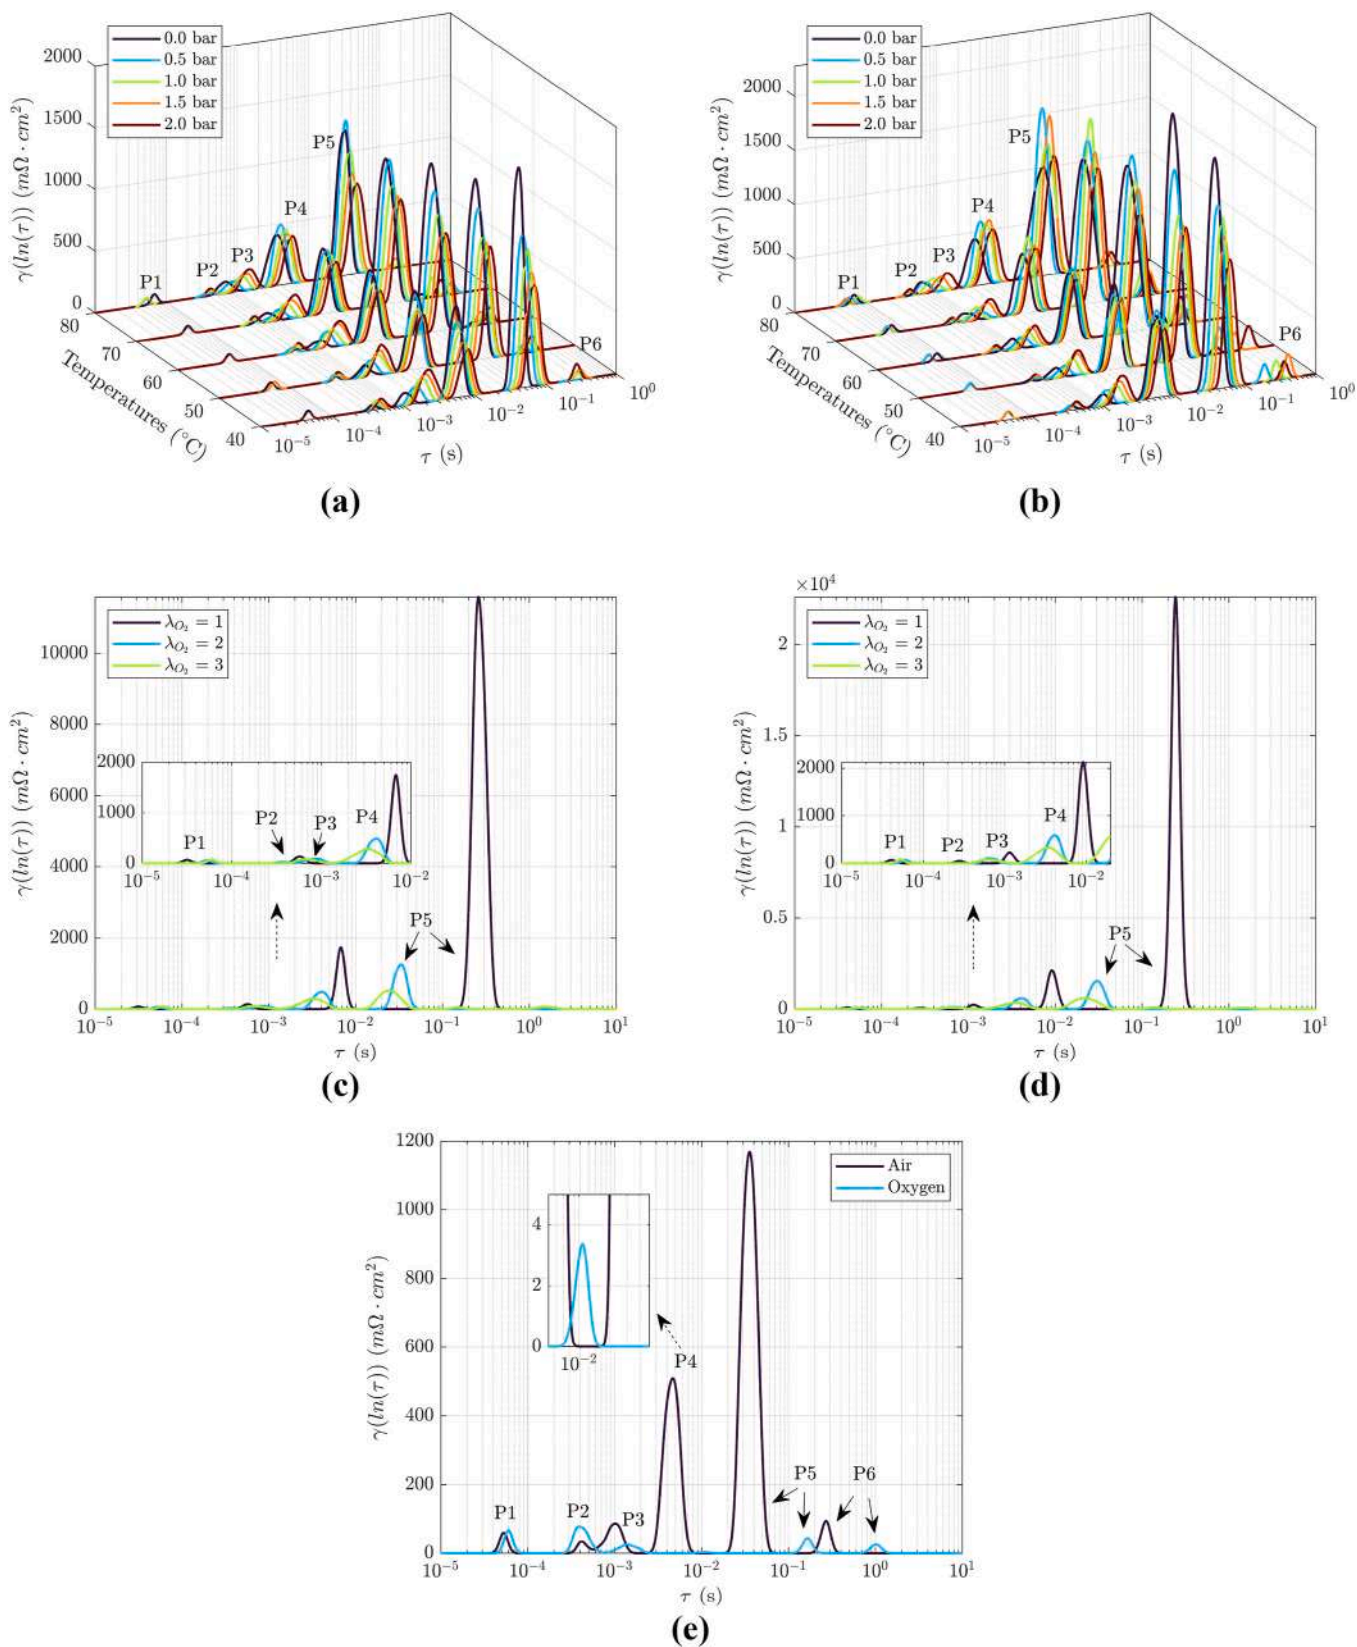 0.0 bar
0.5 bar
1.0 bar
1.5 bar
2.0 bar
γ(ln(τ)) (mΩ · cm²)
2000
1500
1000
500
0
P1
P2
P3
P4
P5
P6
80
70
60
50
40
Temperatures (°C)
10⁻⁵
10⁻⁴
10⁻³
10⁻²
10⁻¹
10⁰
τ (s)
(a)
0.0 bar
0.5 bar
1.0 bar
1.5 bar
2.0 bar
γ(ln(τ)) (mΩ · cm²)
2000
1500
1000
500
0
P1
P2
P3
P4
P5
P6
80
70
60
50
40
Temperatures (°C)
10⁻⁵
10⁻⁴
10⁻³
10⁻²
10⁻¹
10⁰
τ (s)
(b)
λO₂ = 1
λO₂ = 2
λO₂ = 3
γ(ln(τ)) (mΩ · cm²)
10000
8000
6000
4000
2000
0
2000
1000
0
P1
P2
P3
P4
10⁻⁵ 10⁻⁴ 10⁻³ 10⁻²
P5
10⁻⁵ 10⁻⁴ 10⁻³ 10⁻² 10⁻¹ 10⁰ 10¹
τ (s)
(c)
×10⁴
λO₂ = 1
λO₂ = 2
λO₂ = 3
γ(ln(τ)) (mΩ · cm²)
2
1.5
1
0.5
0
2000
1000
0
P1
P2
P3
P4
10⁻⁵ 10⁻⁴ 10⁻³ 10⁻²
P5
10⁻⁵ 10⁻⁴ 10⁻³ 10⁻² 10⁻¹ 10⁰ 10¹
τ (s)
(d)
Air
Oxygen
γ(ln(τ)) (mΩ · cm²)
1200
1000
800
600
400
200
0
4
2
0
10⁻²
P1
P2
P3
P4
P5
P6
10⁻⁵ 10⁻⁴ 10⁻³ 10⁻² 10⁻¹ 10⁰ 10¹
τ (s)
(e)